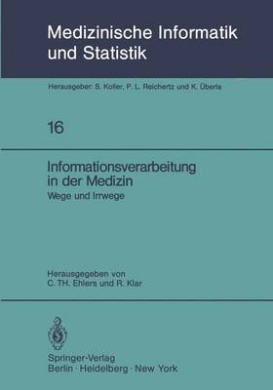 Medizinische Informatik
und Statistik
Herausgeber: S. Koller, P. L. Reichertz und K. Überla
16
Informationsverarbeitung
in der Medizin
Wege und Irrwege
Herausgegeben von
C. TH. Ehlers und R. Klar
Springer-Verlag
Berlin · Heidelberg · New York